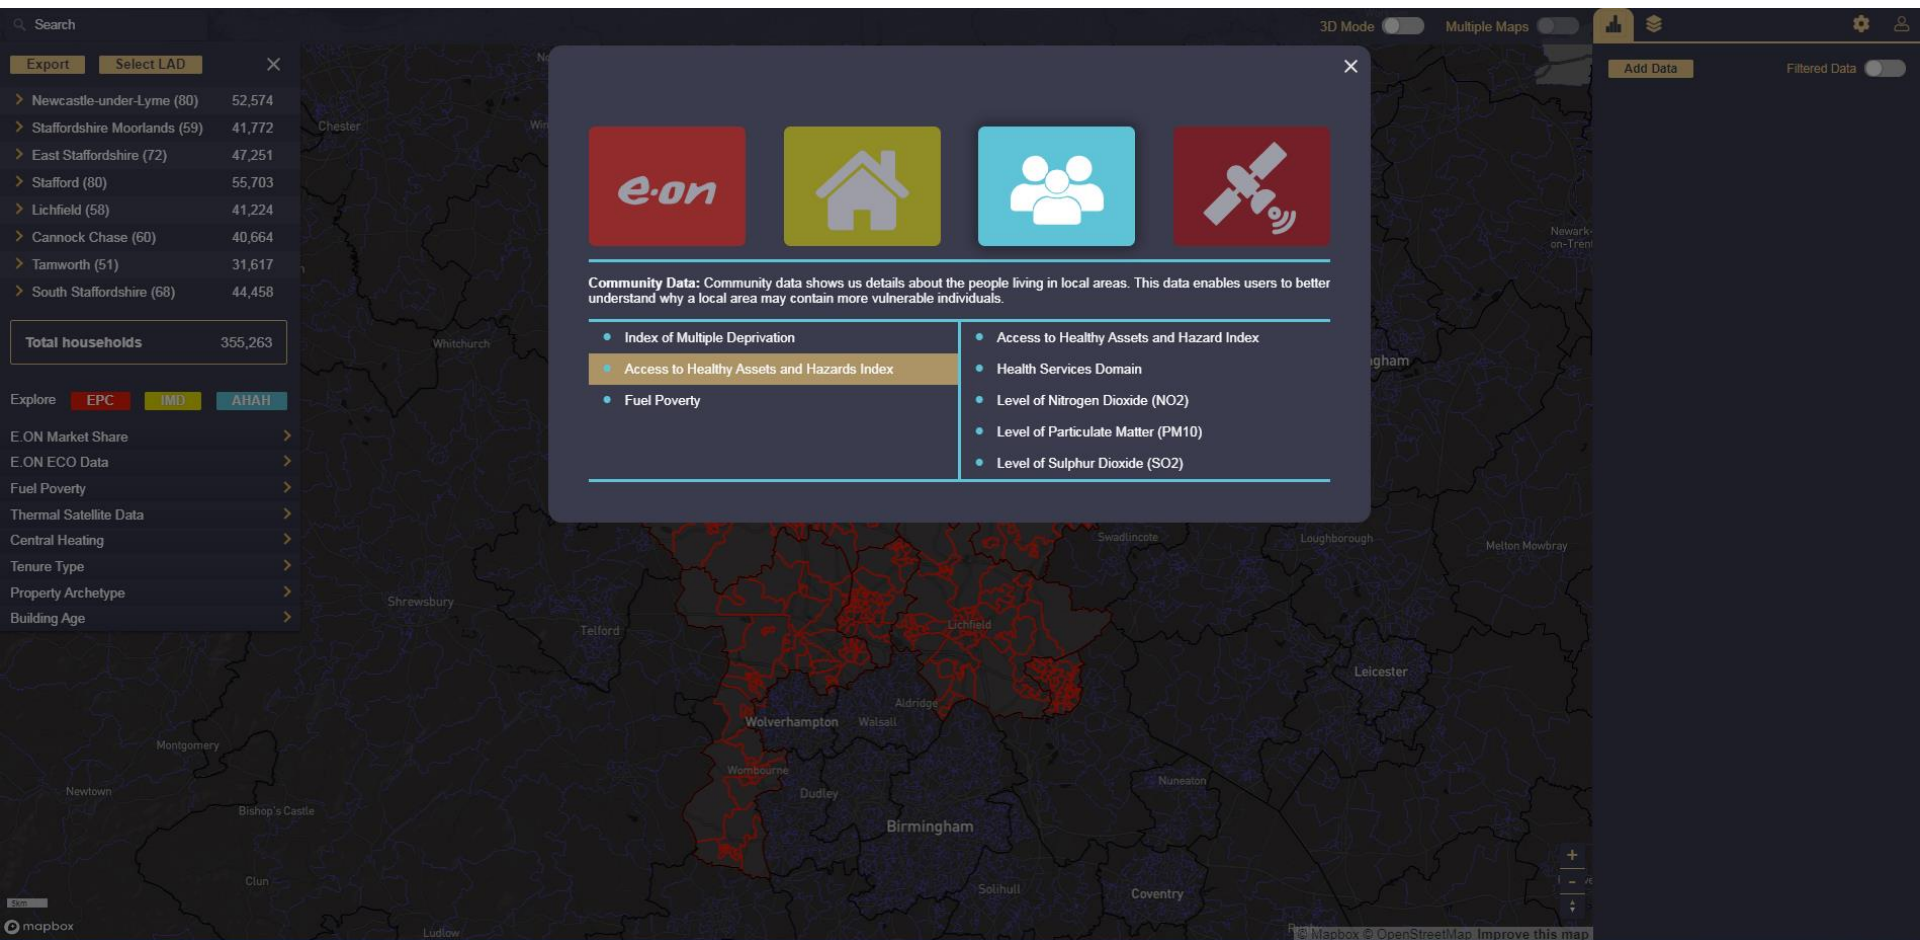 Search
3D Mode
Multiple Maps
Export
Select LAD
Add Data
Filtered Data
Newcastle-under-Lyme (80) 52,574
Staffordshire Moorlands (59) 41,772
East Staffordshire (72) 47,251
Stafford (80) 55,703
Lichfield (58) 41,224
Cannock Chase (60) 40,664
Tamworth (51) 31,617
South Staffordshire (68) 44,458
Total households 355,263
Explore EPC IMD AHAH
E.ON Market Share
E.ON ECO Data
Fuel Poverty
Thermal Satellite Data
Central Heating
Tenure Type
Property Archetype
Building Age
e·on
Community Data: Community data shows us details about the people living in local areas. This data enables users to better
understand why a local area may contain more vulnerable individuals.
Index of Multiple Deprivation
Access to Healthy Assets and Hazards Index
Fuel Poverty
Access to Healthy Assets and Hazard Index
Health Services Domain
Level of Nitrogen Dioxide (NO2)
Level of Particulate Matter (PM10)
Level of Sulphur Dioxide (SO2)
Chester
Newark-
on-Trent
Whitchurch
Swadlincote
Loughborough
Melton Mowbray
Shrewsbury
Telford
Lichfield
Leicester
Aldridge
Wolverhampton
Walsall
Montgomery
Wombourne
Nuneaton
Newtown
Dudley
Bishop's Castle
Birmingham
Clun
Solihull
Coventry
5km
mapbox
Ludlow
© Mapbox © OpenStreetMap Improve this map